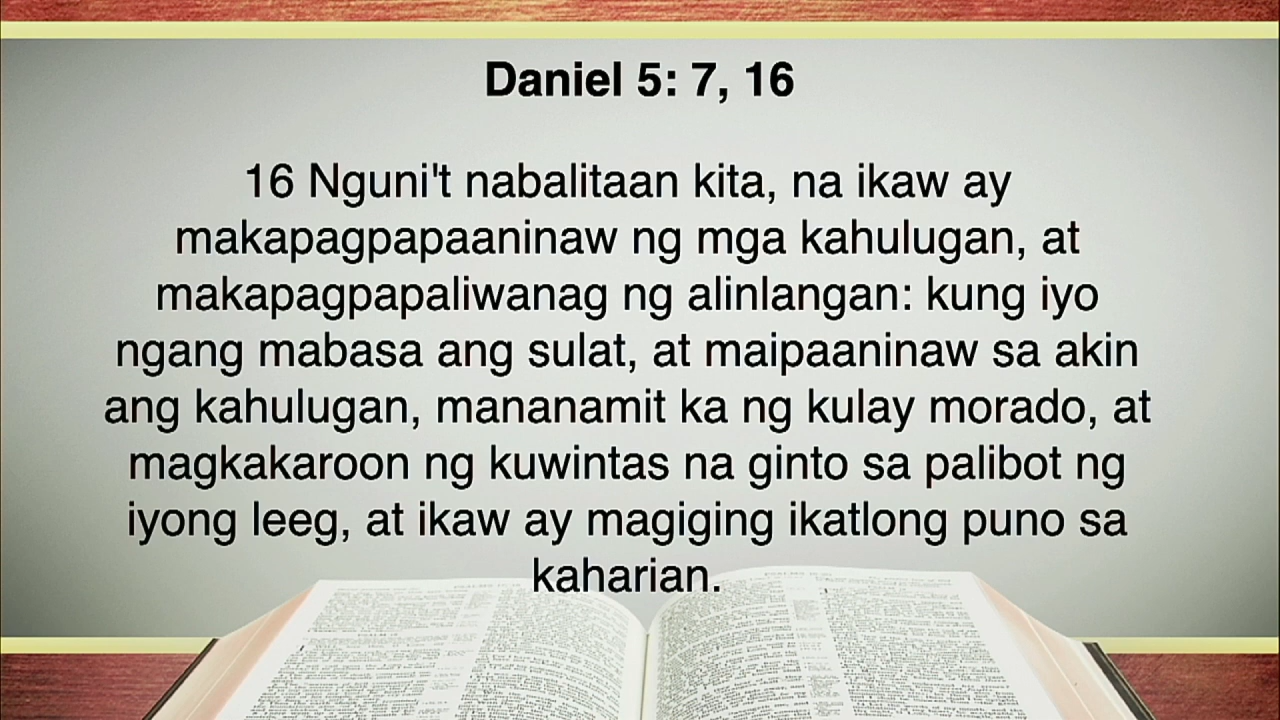 Daniel 5: 7, 16
16 Nguni't nabalitaan kita, na ikaw ay
makapagpapaaninaw ng mga kahulugan, at
makapagpapaliwanag ng alinlangan: kung iyo
ngang mabasa ang sulat, at maipaaninaw sa akin
ang kahulugan, mananamit ka ng kulay morado, at
magkakaroon ng kuwintas na ginto sa palibot ng
iyong leeg, at ikaw ay magiging ikatlong puno sa
kaharian.